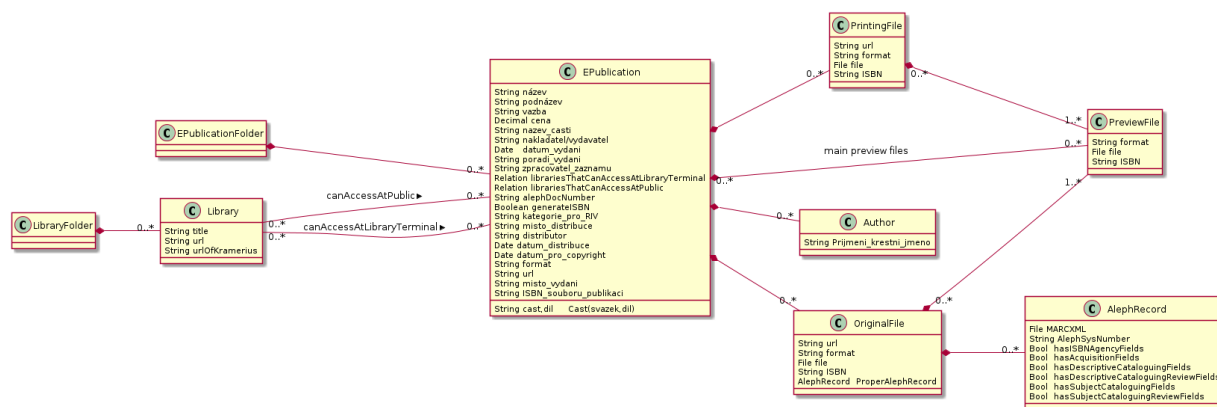 C PrintingFile
String url
String format
File file
String ISBN
0..*
0..*
C EPublication
String název
String podnázev
String vazba
Decimal cena
String nazev_casti
String nakladatel/vydavatel
Date datum_vydani
String poradi_vydani
String zpracovatel_zaznamu
Relation librariesThatCanAccessAtLibraryTerminal
Relation librariesThatCanAccessAtPublic
String alephDocNumber
Boolean generateISBN
String kategorie_pro_RIV
String misto_distribuce
String distributor
Date datum_distribuce
Date datum_pro_copyright
String format
String url
String misto_vydani
String ISBN_souboru_publikaci
String cast,dil Cast(svazek,dil)
C EPublicationFolder
0..*
1..*
C PreviewFile
String format
File file
String ISBN
0..*
main preview files
0..*
1..*
C LibraryFolder
0..*
C Library
String title
String url
String urlOfKramerius
canAccessAtPublic
0..*
0..*
canAccessAtLibraryTerminal
0..*
0..*
C Author
String Prijmeni_krestni_jmeno
0..*
0..*
0..*
C OriginalFile
String url
String format
File file
String ISBN
AlephRecord ProperAlephRecord
0..*
C AlephRecord
File MARCXML
String AlephSysNumber
Bool hasISBNAgencyFields
Bool hasAcquisitionFields
Bool hasDescriptiveCataloguingFields
Bool hasDescriptiveCataloguingReviewFields
Bool hasSubjectCataloguingFields
Bool hasSubjectCataloguingReviewFields